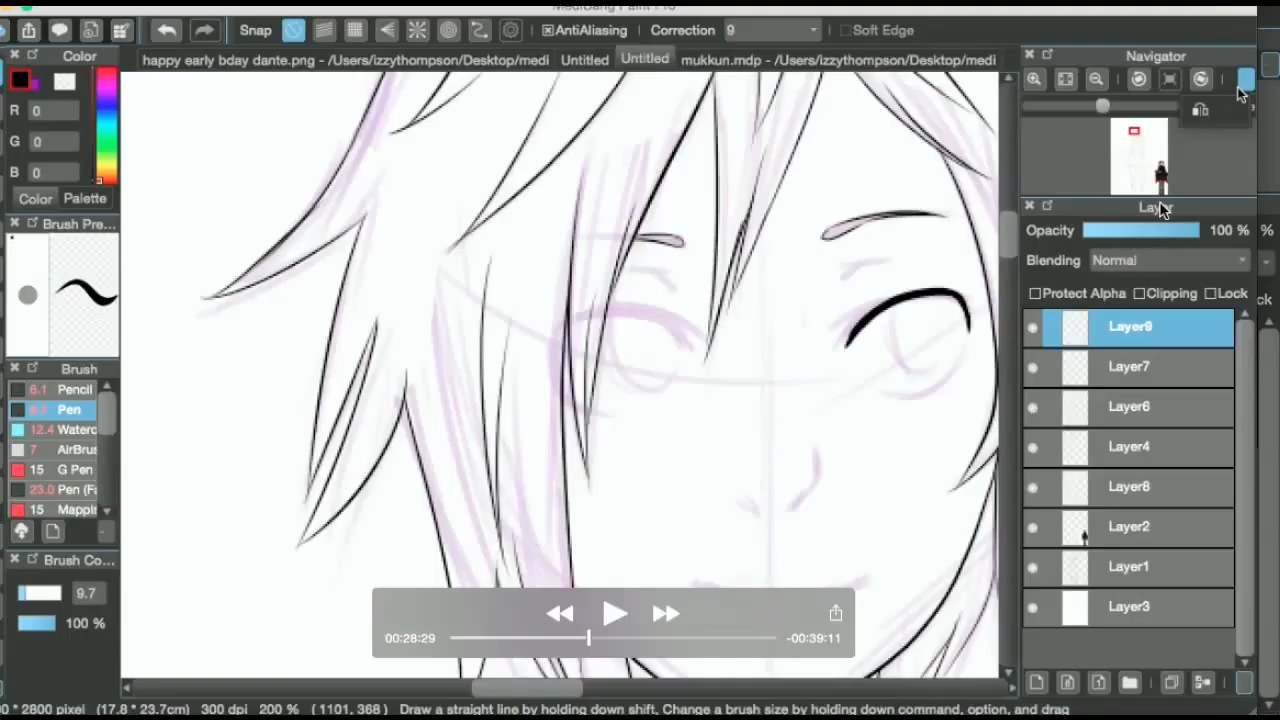 MediBang Paint Pro
Snap AntiAliasing Correction 9 Soft Edge
happy early bday dante.png - /Users/izzythompson/Desktop/medi Untitled Untitled mukkun.mdp - /Users/izzythompson/Desktop/medi
Color
R 0
G 0
B 0
Color Palette
Brush Pre...
Brush
6.1 Pencil
9.7 Pen
12.4 Waterc
7 AirBrus
15 G Pen
23.0 Pen (Fa
15 Mappin
Brush Co...
9.7
100 %
00:28:29
-00:39:11
Navigator
Layer
Opacity 100 % %
Blending Normal
Protect Alpha Clipping Lock ck
Layer9
Layer7
Layer6
Layer4
Layer8
Layer2
Layer1
Layer3
0 * 2800 pixel (17.8 * 23.7cm) 300 dpi 200 % ( 1101, 368 ) Draw a straight line by holding down shift, Change a brush size by holding down command, option, and drag